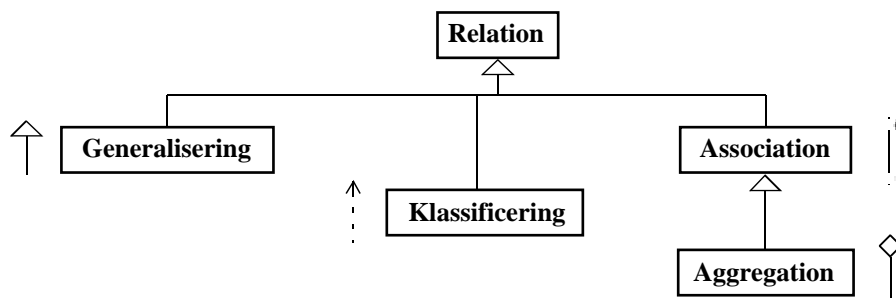 Relation
Generalisering
Association
Klassificering
Aggregation